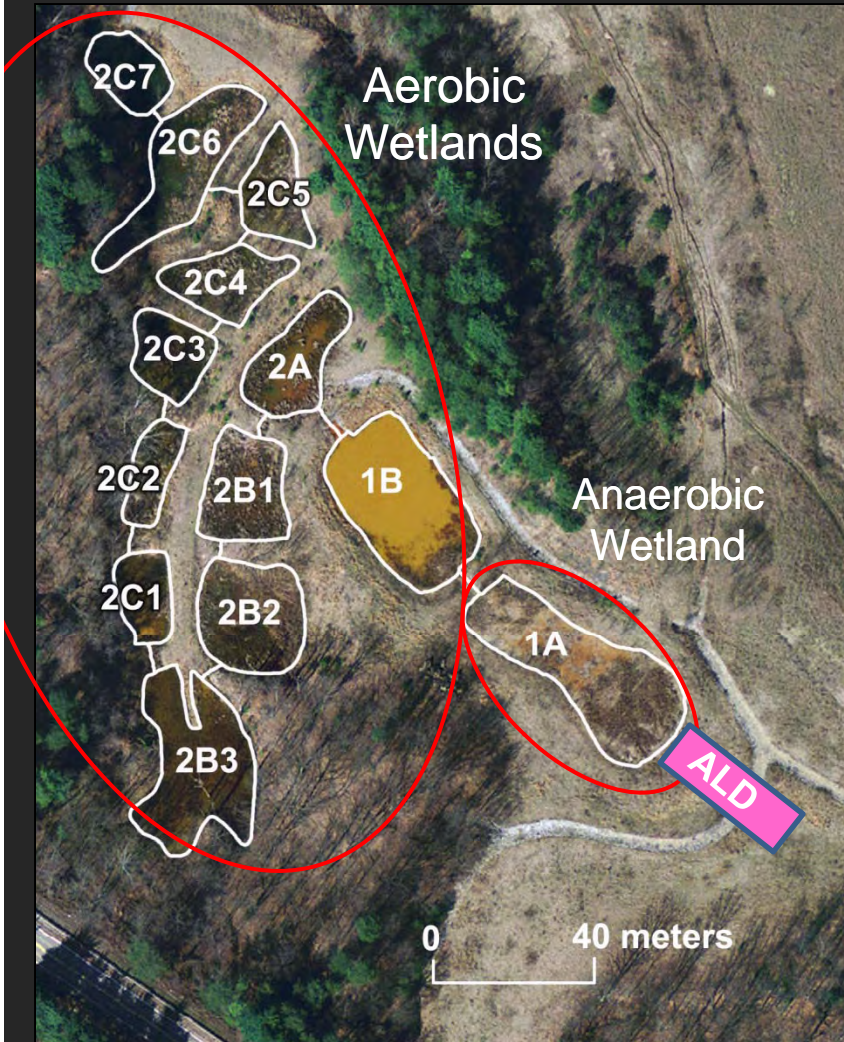 2C7
Aerobic
Wetlands
2C6
2C5
2C4
2C3
2A
2C2
2B1
1B
Anaerobic
Wetland
2C1
2B2
1A
2B3
ALD
0 40 meters